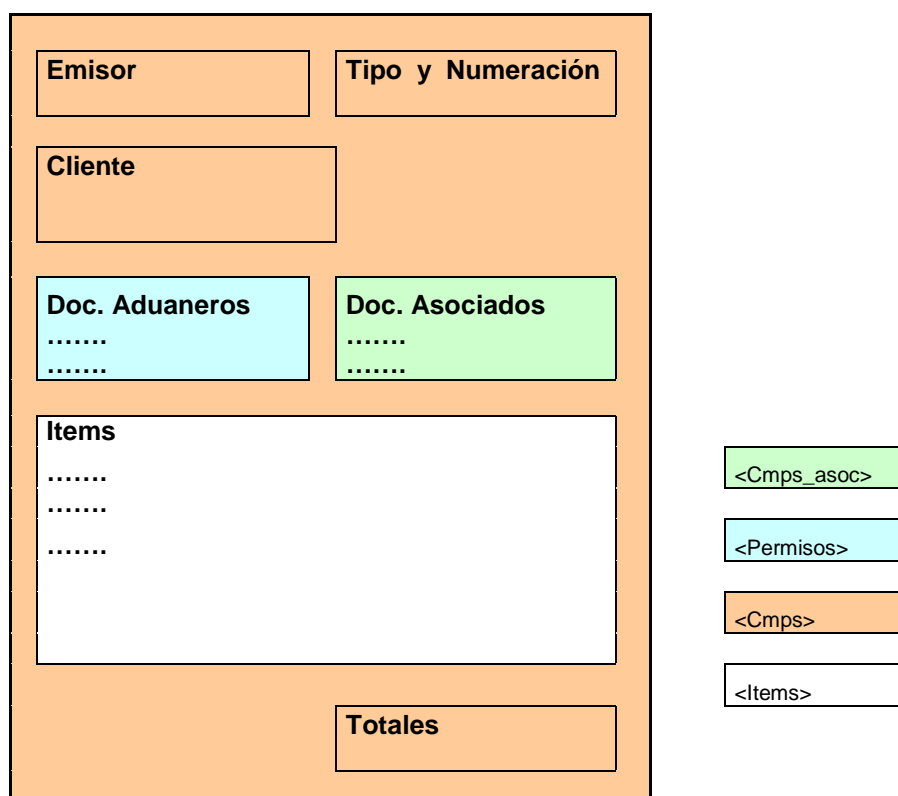 Emisor
Tipo y Numeración
Cliente
Doc. Aduaneros
…….
…….
Doc. Asociados
…….
…….
Items
…….
…….
…….
Totales
<Cmps_asoc>
<Permisos>
<Cmps>
<Items>